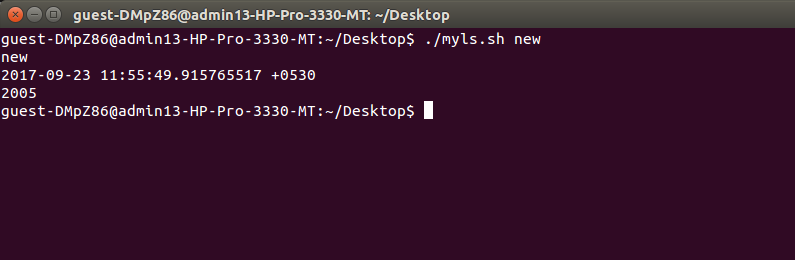 guest-DMpZ86@admin13-HP-Pro-3330-MT: ~/Desktop
guest-DMpZ86@admin13-HP-Pro-3330-MT:~/Desktop$ ./myls.sh new
new
2017-09-23 11:55:49.915765517 +0530
2005
guest-DMpZ86@admin13-HP-Pro-3330-MT:~/Desktop$